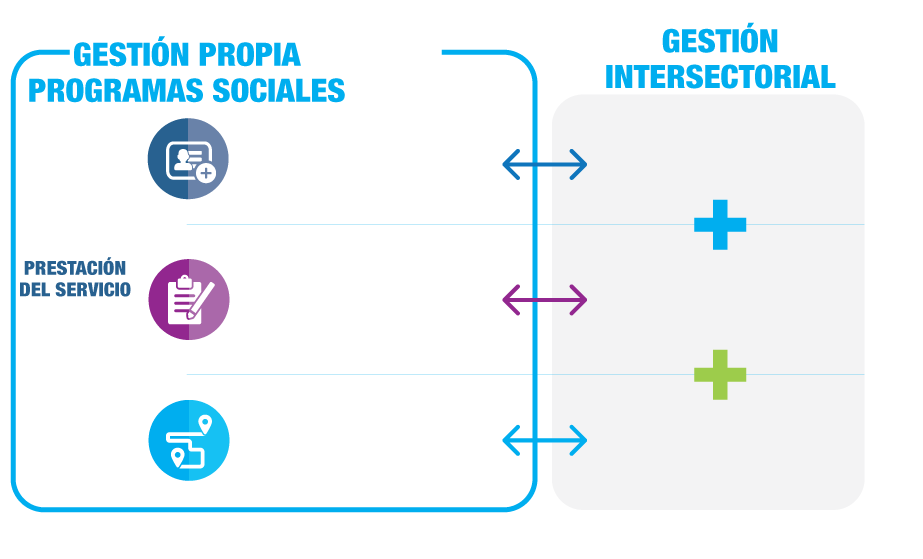 GESTIÓN PROPIA
PROGRAMAS SOCIALES
GESTIÓN
INTERSECTORIAL
PRESTACIÓN
DEL SERVICIO